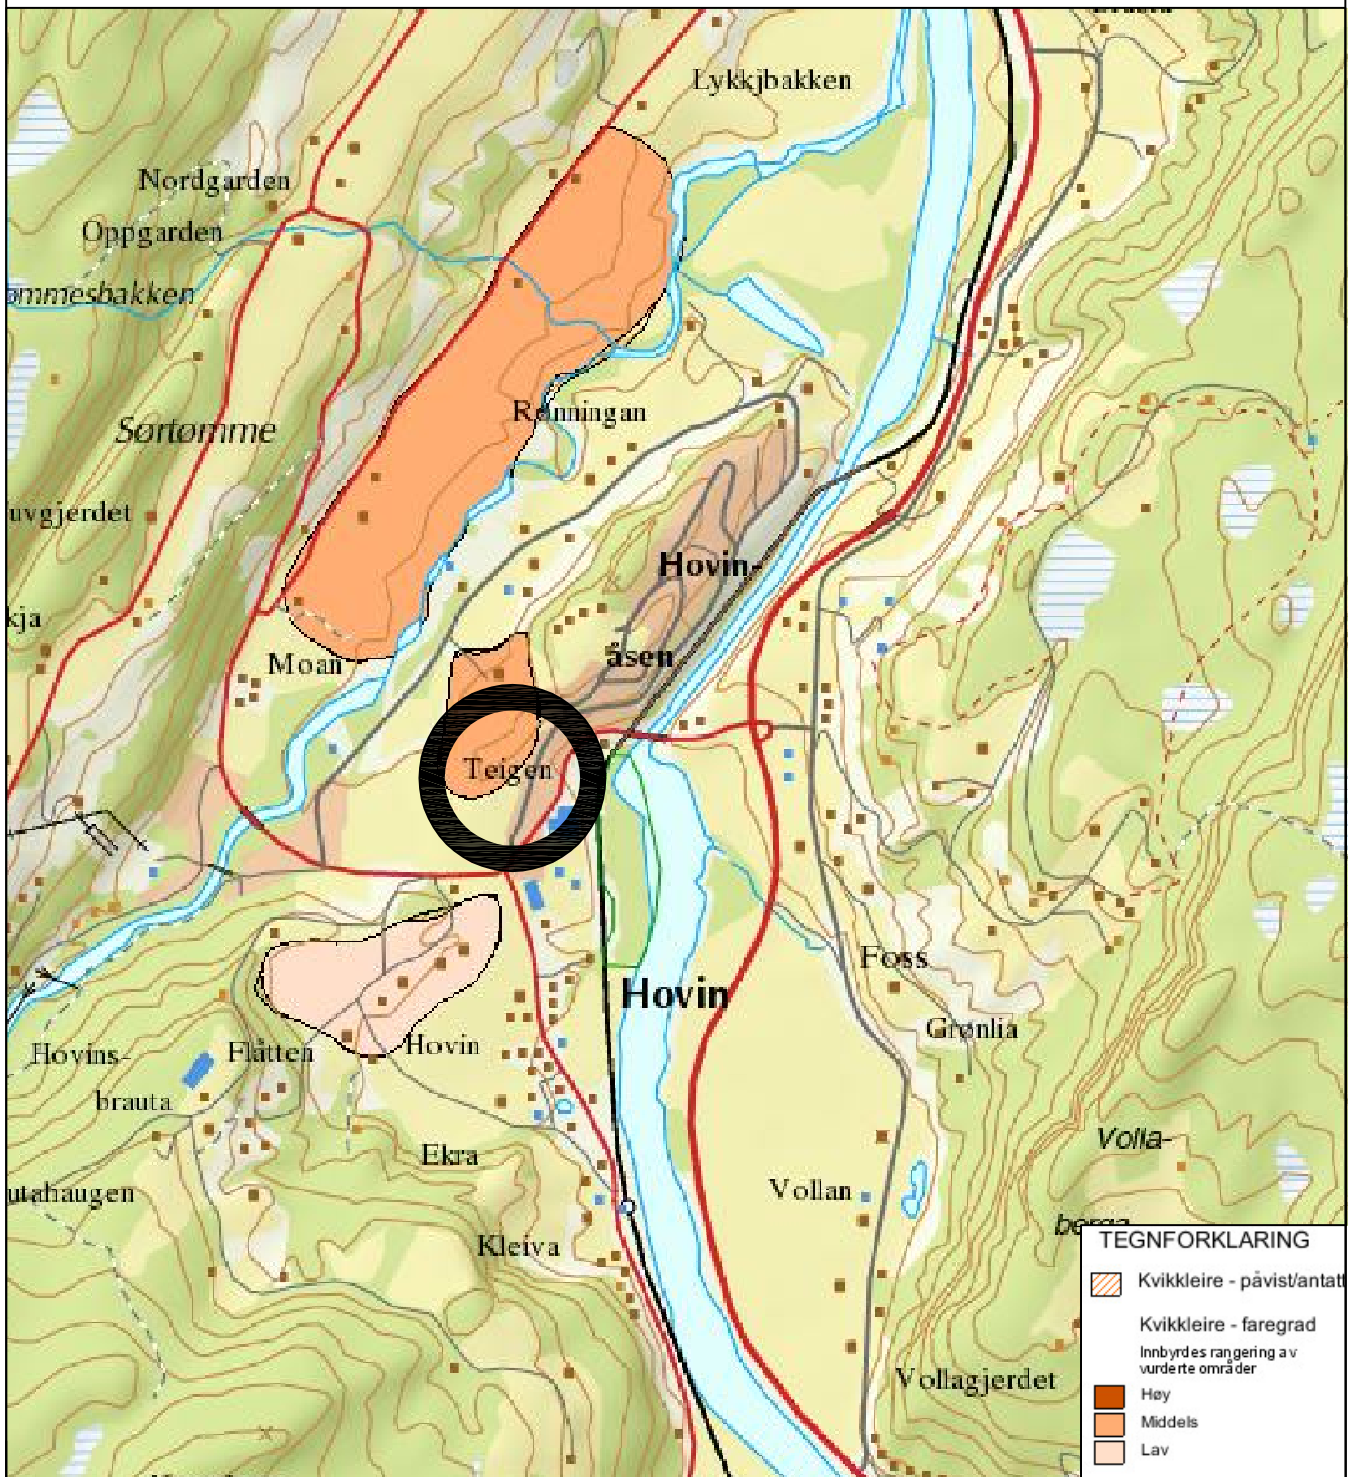 Lykkjbakken
Nordgarden
Oppgarden
ømmesbakken
Rønningan
Sørtømme
uvgjerdet
Hovin-
kja
åsen
Moan
Teigen
Foss
Hovin
Grønlia
Hovins-
Flåtten
Hovin
brauta
Volla-
Ekra
utahaugen
Vollan
Kleiva
TEGNFORKLARING
Kvikkleire - påvist/antatt
Kvikkleire - faregrad
Innbyrdes rangering av
vurderte områder
Høy
Middels
Lav
Vollagjerdet